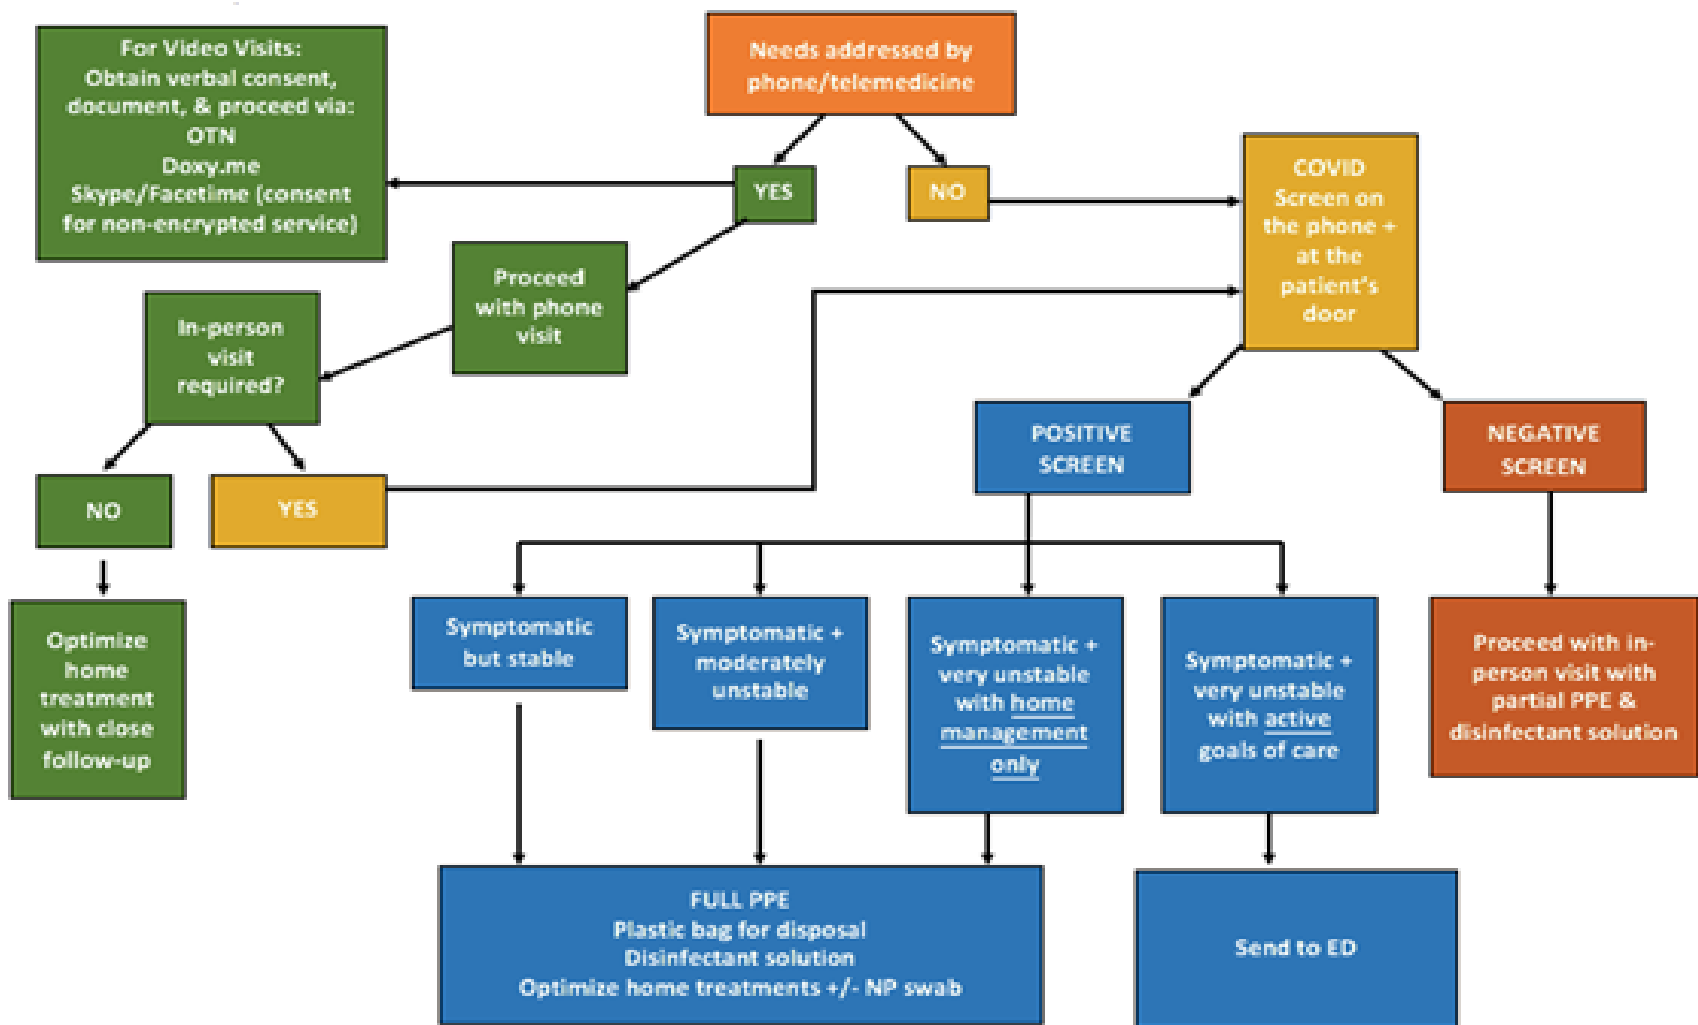 For Video Visits:
Obtain verbal consent,
document, & proceed via:
OTN
Doxy.me
Skype/Facetime (consent
for non-encrypted service)
Needs addressed by
phone/telemedicine
YES
NO
COVID
Screen on
the phone +
at the
patient's
door
Proceed
with phone
visit
In-person
visit
required?
NO
YES
POSITIVE
SCREEN
NEGATIVE
SCREEN
Optimize
home
treatment
with close
follow-up
Symptomatic
but stable
Symptomatic +
moderately
unstable
Symptomatic +
very unstable
with home
management
only
Symptomatic +
very unstable
with active
goals of care
Proceed with in-
person visit with
partial PPE &
disinfectant solution
FULL PPE
Plastic bag for disposal
Disinfectant solution
Optimize home treatments +/- NP swab
Send to ED